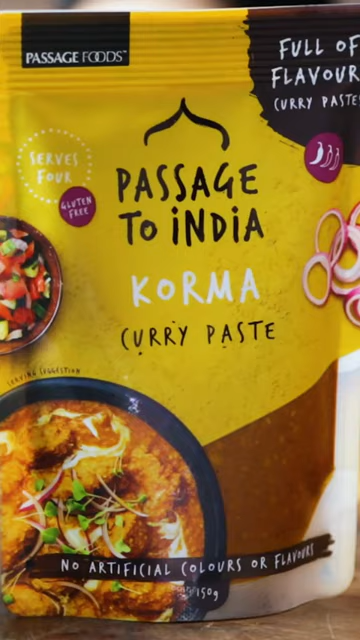 PASSAGE FOODS™
FULL OF
FLAVOUR
CURRY PASTE
SERVES
FOUR
GLUTEN
FREE
PASSAGE
TO INDIA
KORMA
CURRY PASTE
SERVING SUGGESTION
NO ARTIFICIAL COLOURS OR FLAVOURS
150g